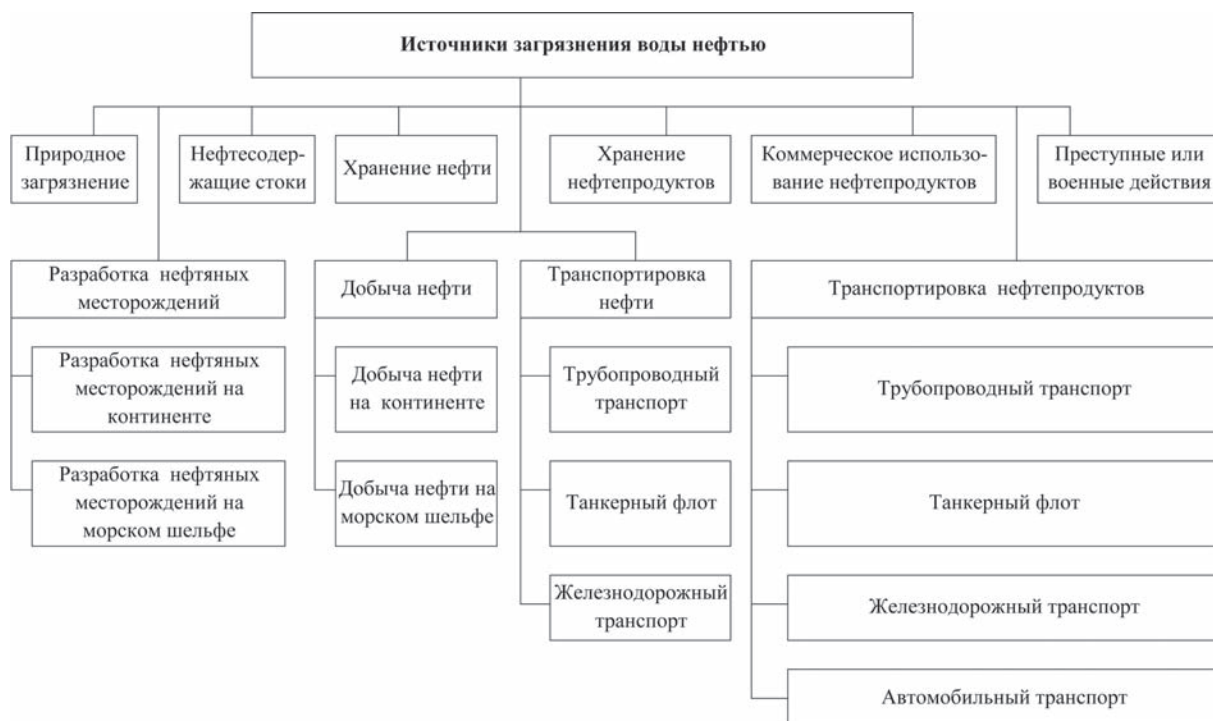 Источники загрязнения воды нефтью
Природное
загрязнение
Нефтесодер-
жащие стоки
Хранение нефти
Хранение
нефтепродуктов
Коммерческое использо-
вание нефтепродуктов
Преступные или
военные действия
Разработка нефтяных
месторождений
Добыча нефти
Транспортировка
нефти
Транспортировка нефтепродуктов
Разработка нефтяных
месторождений на
континенте
Добыча нефти
на континенте
Трубопроводный
транспорт
Трубопроводный транспорт
Разработка нефтяных
месторождений на
морском шельфе
Добыча нефти на
морском шельфе
Танкерный флот
Танкерный флот
Железнодорожный
транспорт
Железнодорожный транспорт
Автомобильный транспорт